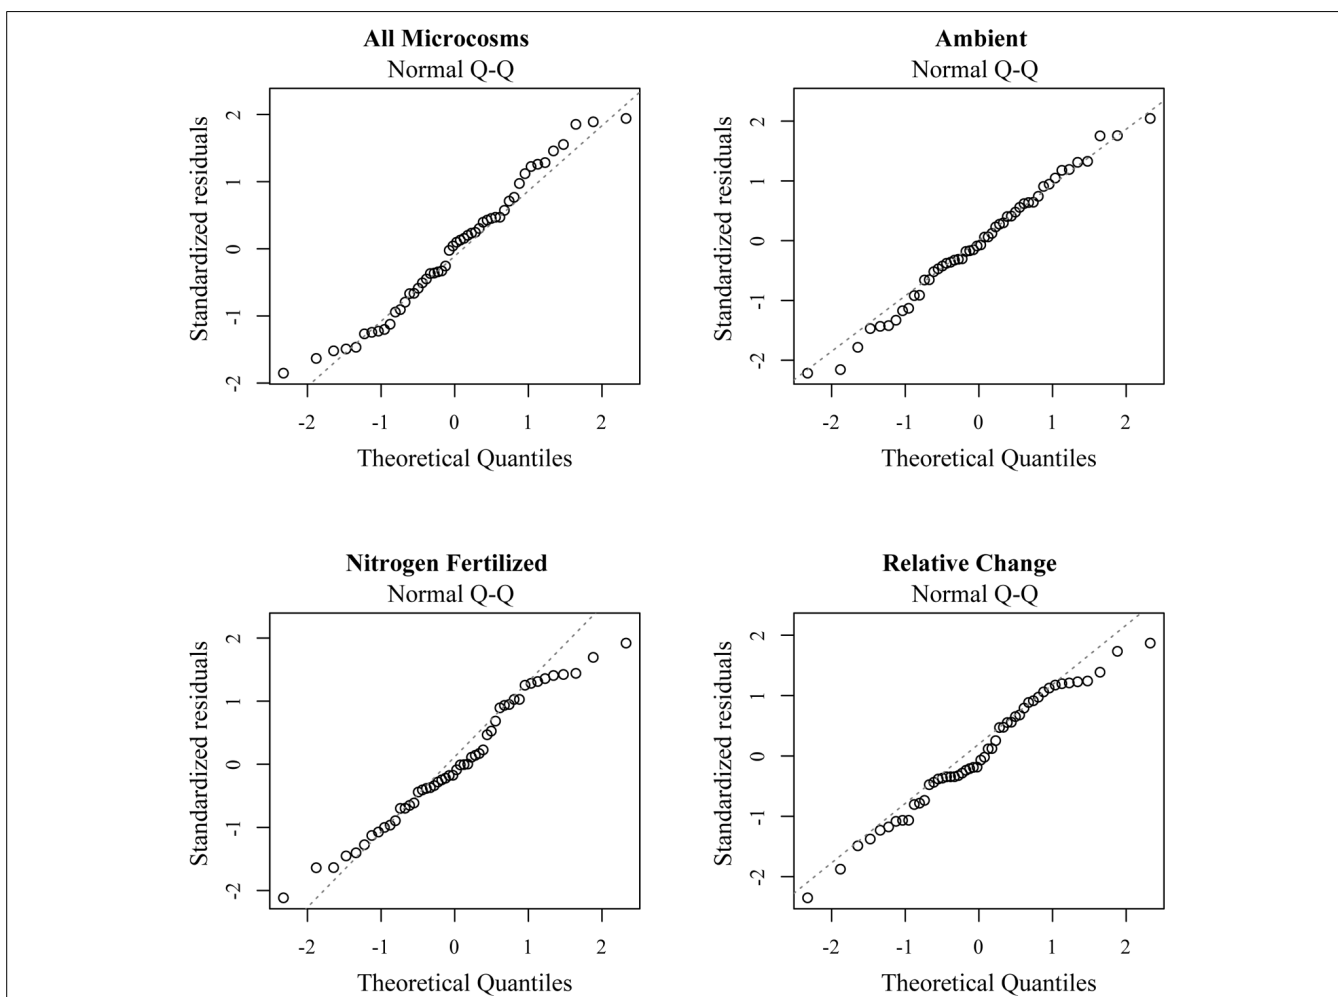 All Microcosms
Normal Q-Q
Standardized residuals
2
1
0
-1
-2
-2 -1 0 1 2
Theoretical Quantiles
Ambient
Normal Q-Q
Standardized residuals
2
1
0
-1
-2
-2 -1 0 1 2
Theoretical Quantiles
Nitrogen Fertilized
Normal Q-Q
Standardized residuals
2
1
0
-1
-2
-2 -1 0 1 2
Theoretical Quantiles
Relative Change
Normal Q-Q
Standardized residuals
2
1
0
-1
-2
-2 -1 0 1 2
Theoretical Quantiles